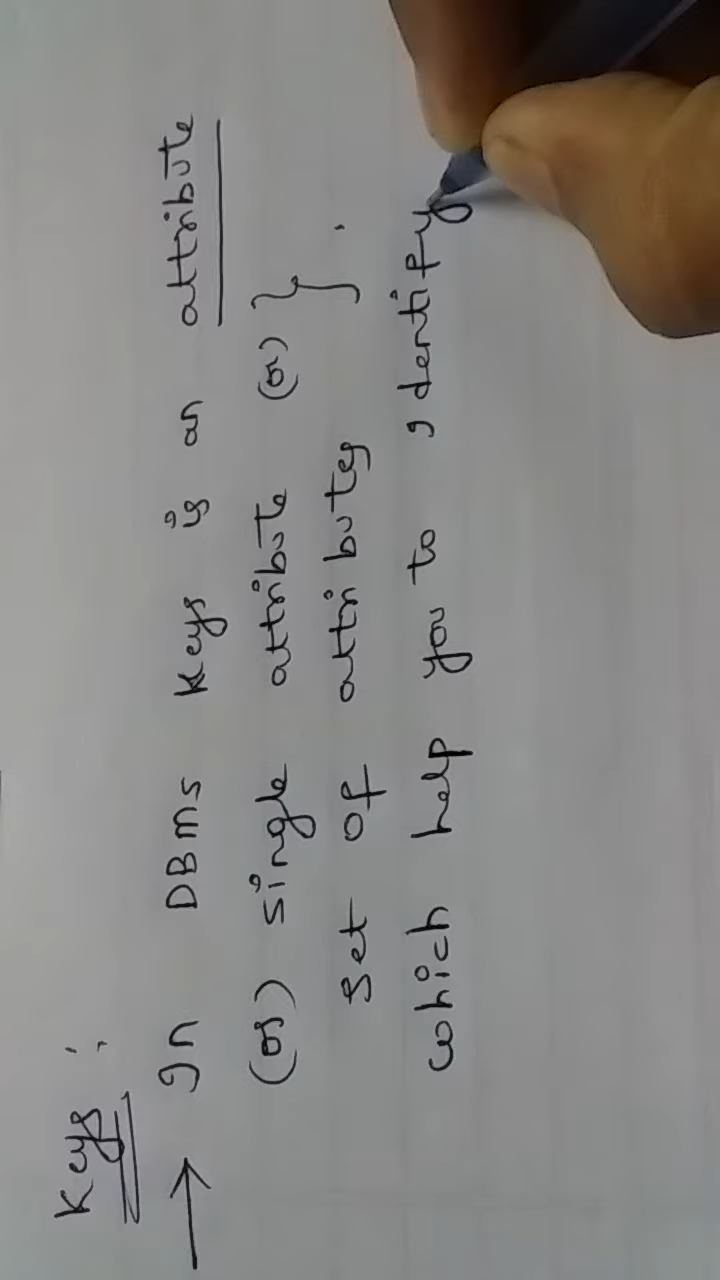 Keys :
→ In DBMS Keys is an attribute
(or) single attribute (or) }
set of attributes } .
which help you to identify